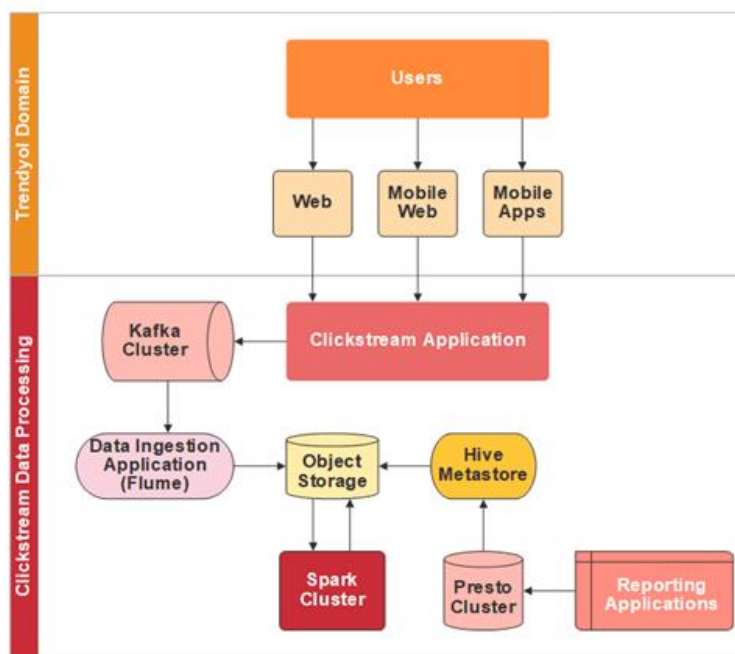 Trendyol Domain
Users
Web
Mobile
Web
Mobile
Apps
Clickstream Data Processing
Kafka
Cluster
Clickstream Application
Data Ingestion
Application
(Flume)
Object
Storage
Hive
Metastore
Spark
Cluster
Presto
Cluster
Reporting
Applications